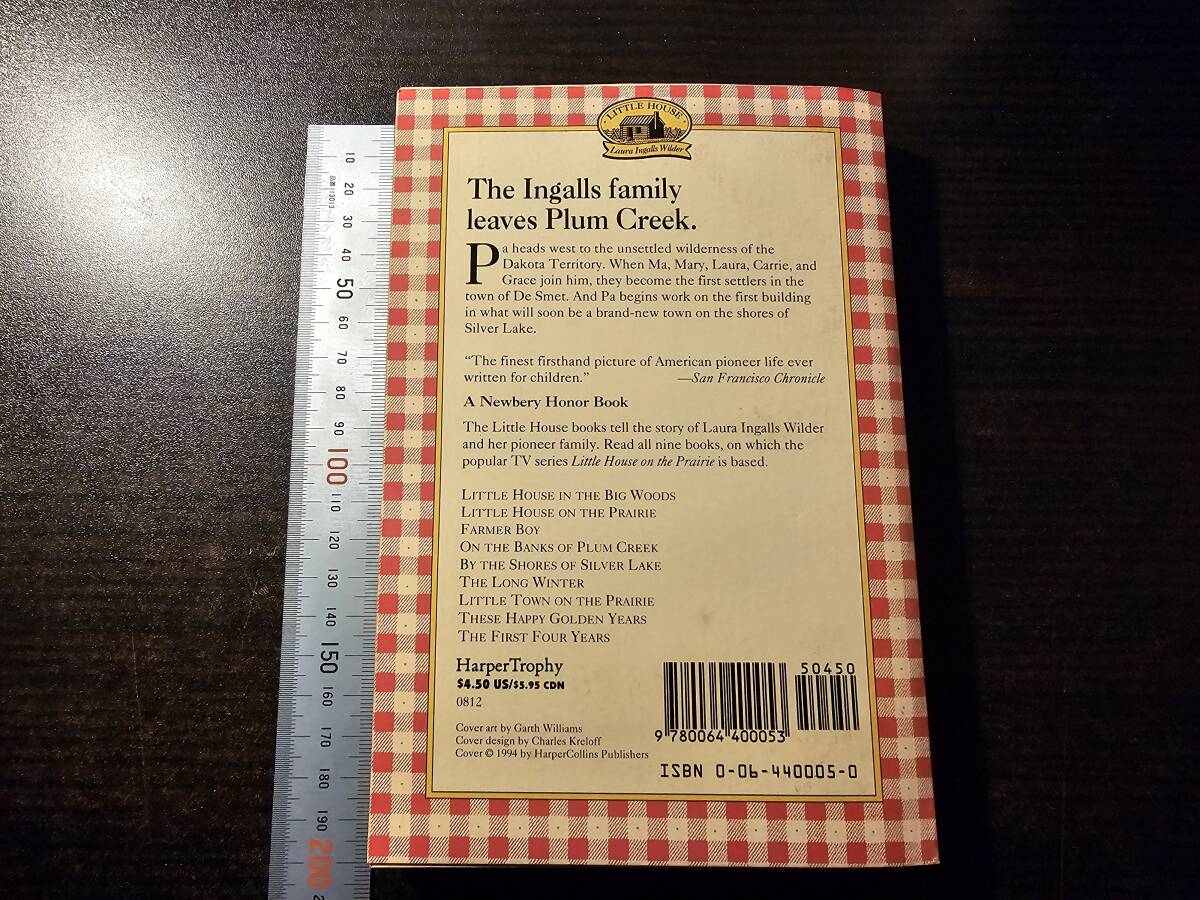 LITTLE HOUSE
Laura Ingalls Wilder
The Ingalls family
leaves Plum Creek.
Pa heads west to the unsettled wilderness of the
Dakota Territory. When Ma, Mary, Laura, Carrie, and
Grace join him, they become the first settlers in the
town of De Smet. And Pa begins work on the first building
in what will soon be a brand-new town on the shores of
Silver Lake.
“The finest firsthand picture of American pioneer life ever
written for children.” —San Francisco Chronicle
A Newbery Honor Book
The Little House books tell the story of Laura Ingalls Wilder
and her pioneer family. Read all nine books, on which the
popular TV series Little House on the Prairie is based.
LITTLE HOUSE IN THE BIG WOODS
LITTLE HOUSE ON THE PRAIRIE
FARMER BOY
ON THE BANKS OF PLUM CREEK
BY THE SHORES OF SILVER LAKE
THE LONG WINTER
LITTLE TOWN ON THE PRAIRIE
THESE HAPPY GOLDEN YEARS
THE FIRST FOUR YEARS
HarperTrophy
$4.50 US/$5.95 CDN
0812
Cover art by Garth Williams
Cover design by Charles Kreloff
Cover © 1994 by HarperCollins Publishers
50450
9 780064 400053
ISBN 0-06-440005-0
10
20
30
40
50
60
70
80
90
100
110
120
130
140
150
160
170
180
190
200
品番 13013